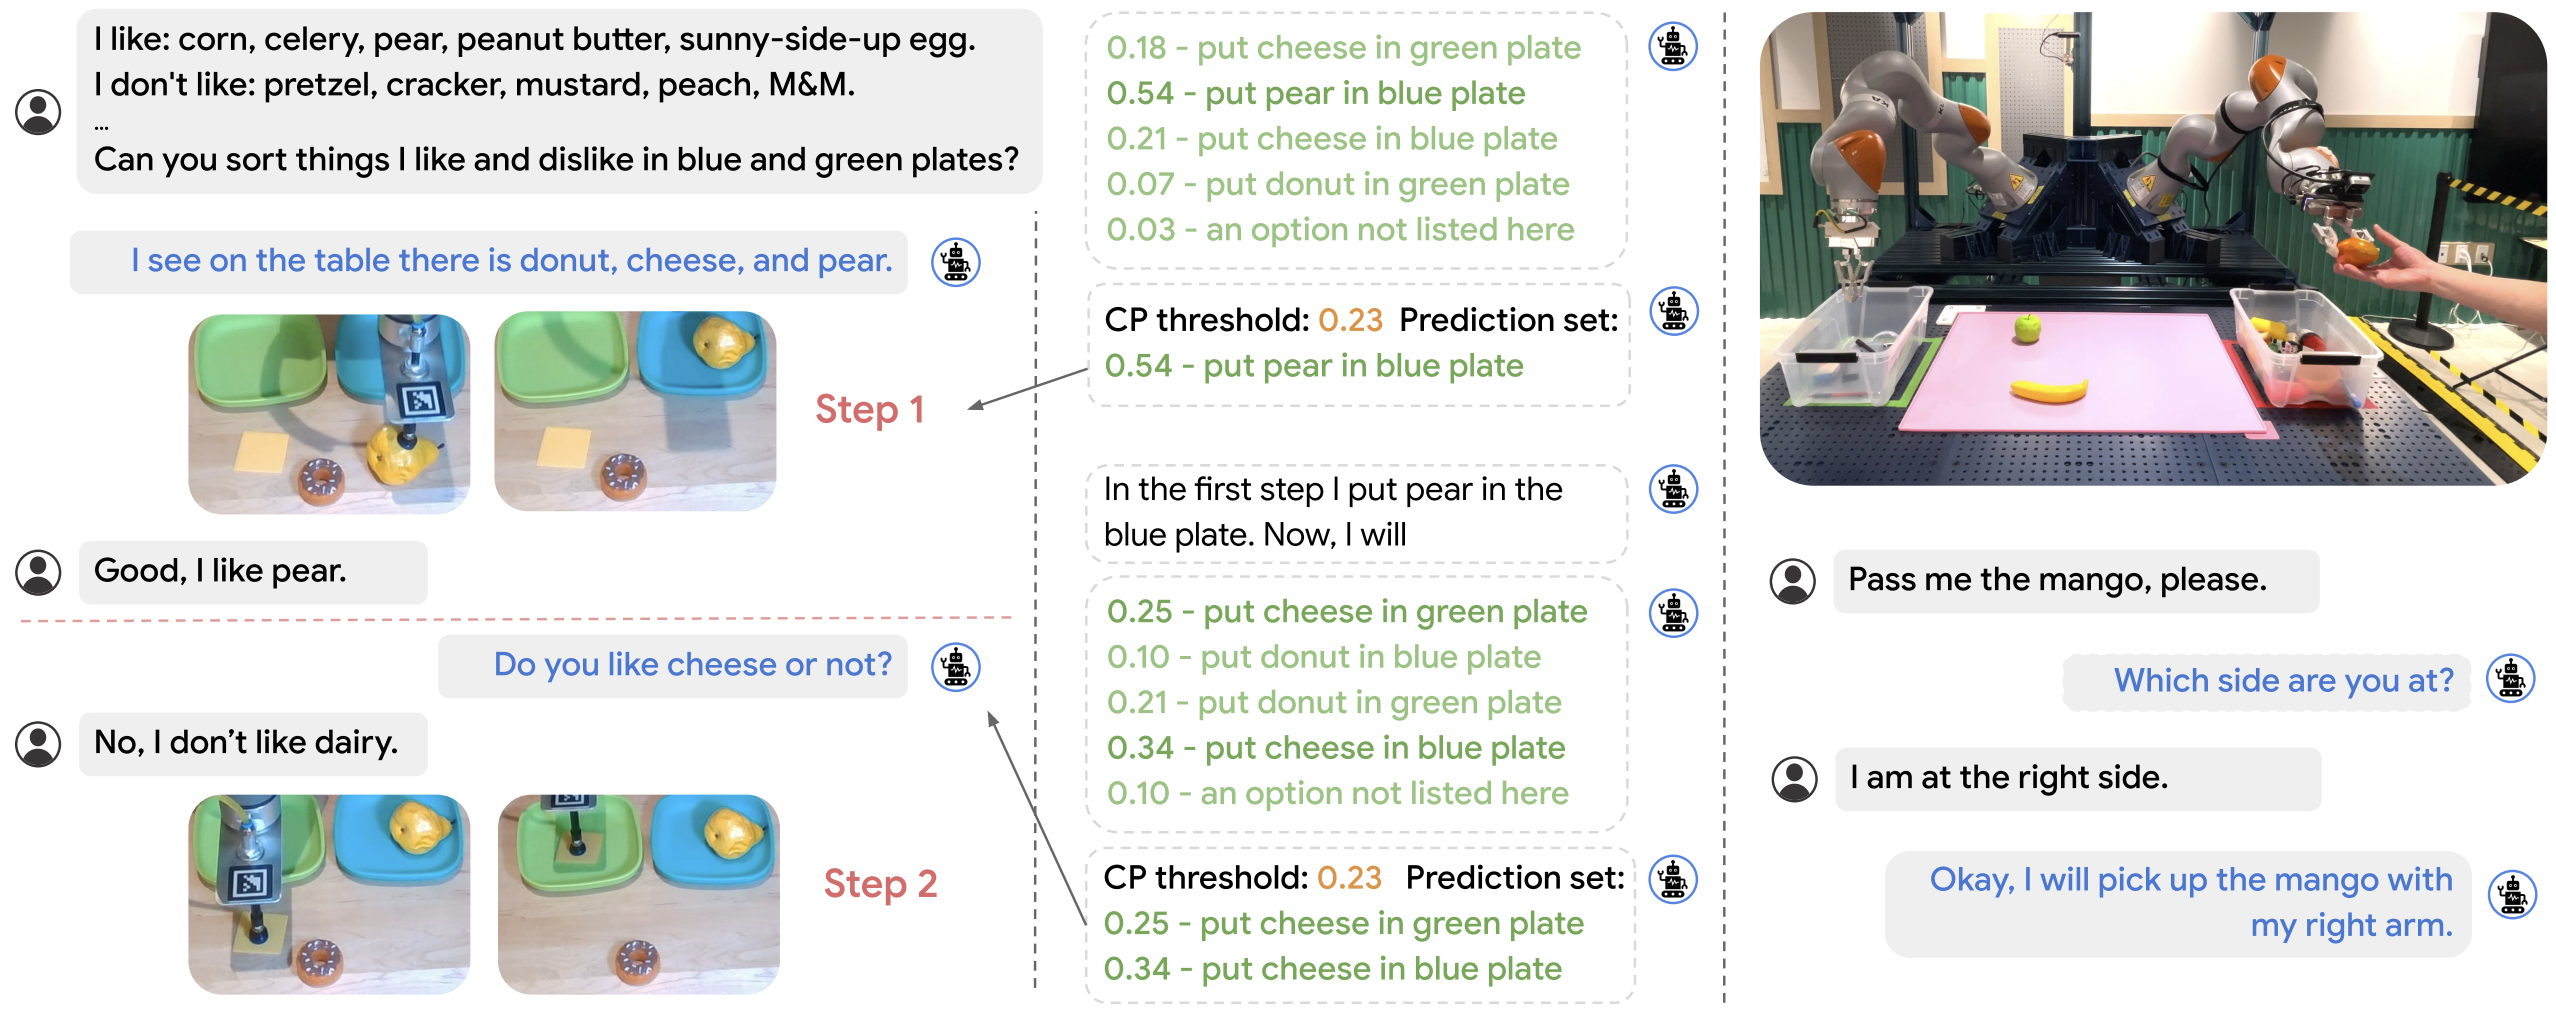 I like: corn, celery, pear, peanut butter, sunny-side-up egg.
I don't like: pretzel, cracker, mustard, peach, M&M.
...
Can you sort things I like and dislike in blue and green plates?
I see on the table there is donut, cheese, and pear.
Step 1
Good, I like pear.
Do you like cheese or not?
No, I don’t like dairy.
Step 2
0.18 - put cheese in green plate
0.54 - put pear in blue plate
0.21 - put cheese in blue plate
0.07 - put donut in green plate
0.03 - an option not listed here
CP threshold: 0.23 Prediction set:
0.54 - put pear in blue plate
In the first step I put pear in the
blue plate. Now, I will
0.25 - put cheese in green plate
0.10 - put donut in blue plate
0.21 - put donut in green plate
0.34 - put cheese in blue plate
0.10 - an option not listed here
CP threshold: 0.23 Prediction set:
0.25 - put cheese in green plate
0.34 - put cheese in blue plate
Pass me the mango, please.
Which side are you at?
I am at the right side.
Okay, I will pick up the mango with
my right arm.